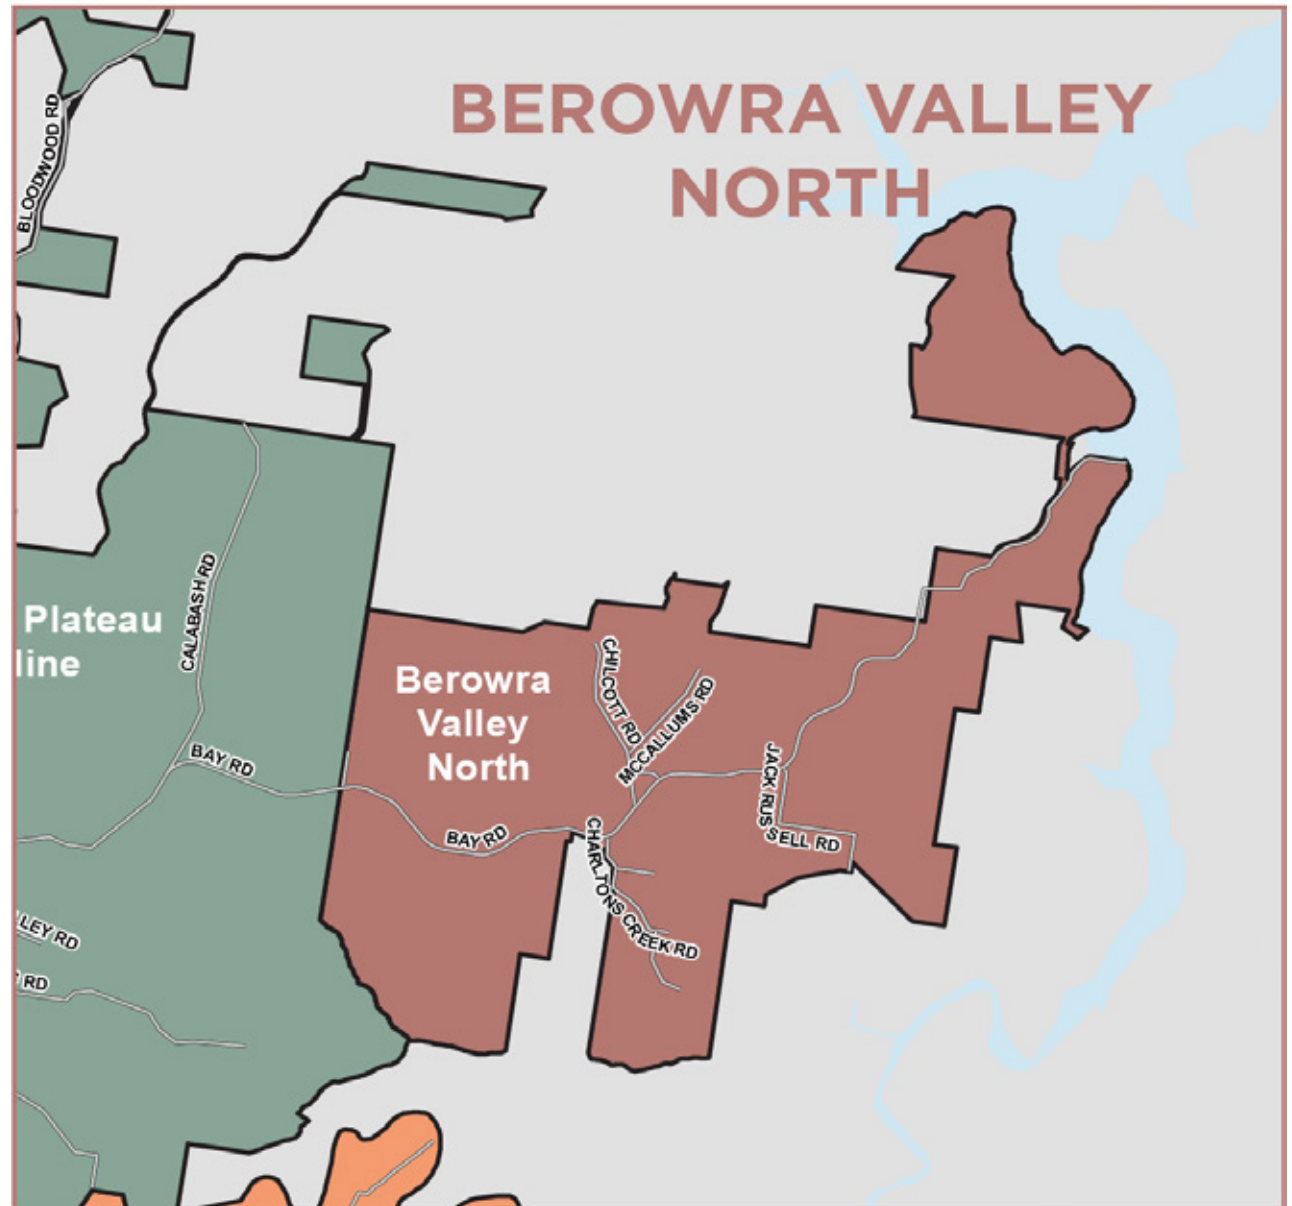 BEROWRA VALLEY
NORTH
BLOODWOOD RD
CALABASH RD
Plateau
line
BAY RD
Berowra
Valley
North
CHILCOTT RD
MCCALLUMS RD
JACK RUSSELL RD
BAY RD
CHARLTONS CREEK RD
LEY RD
RD